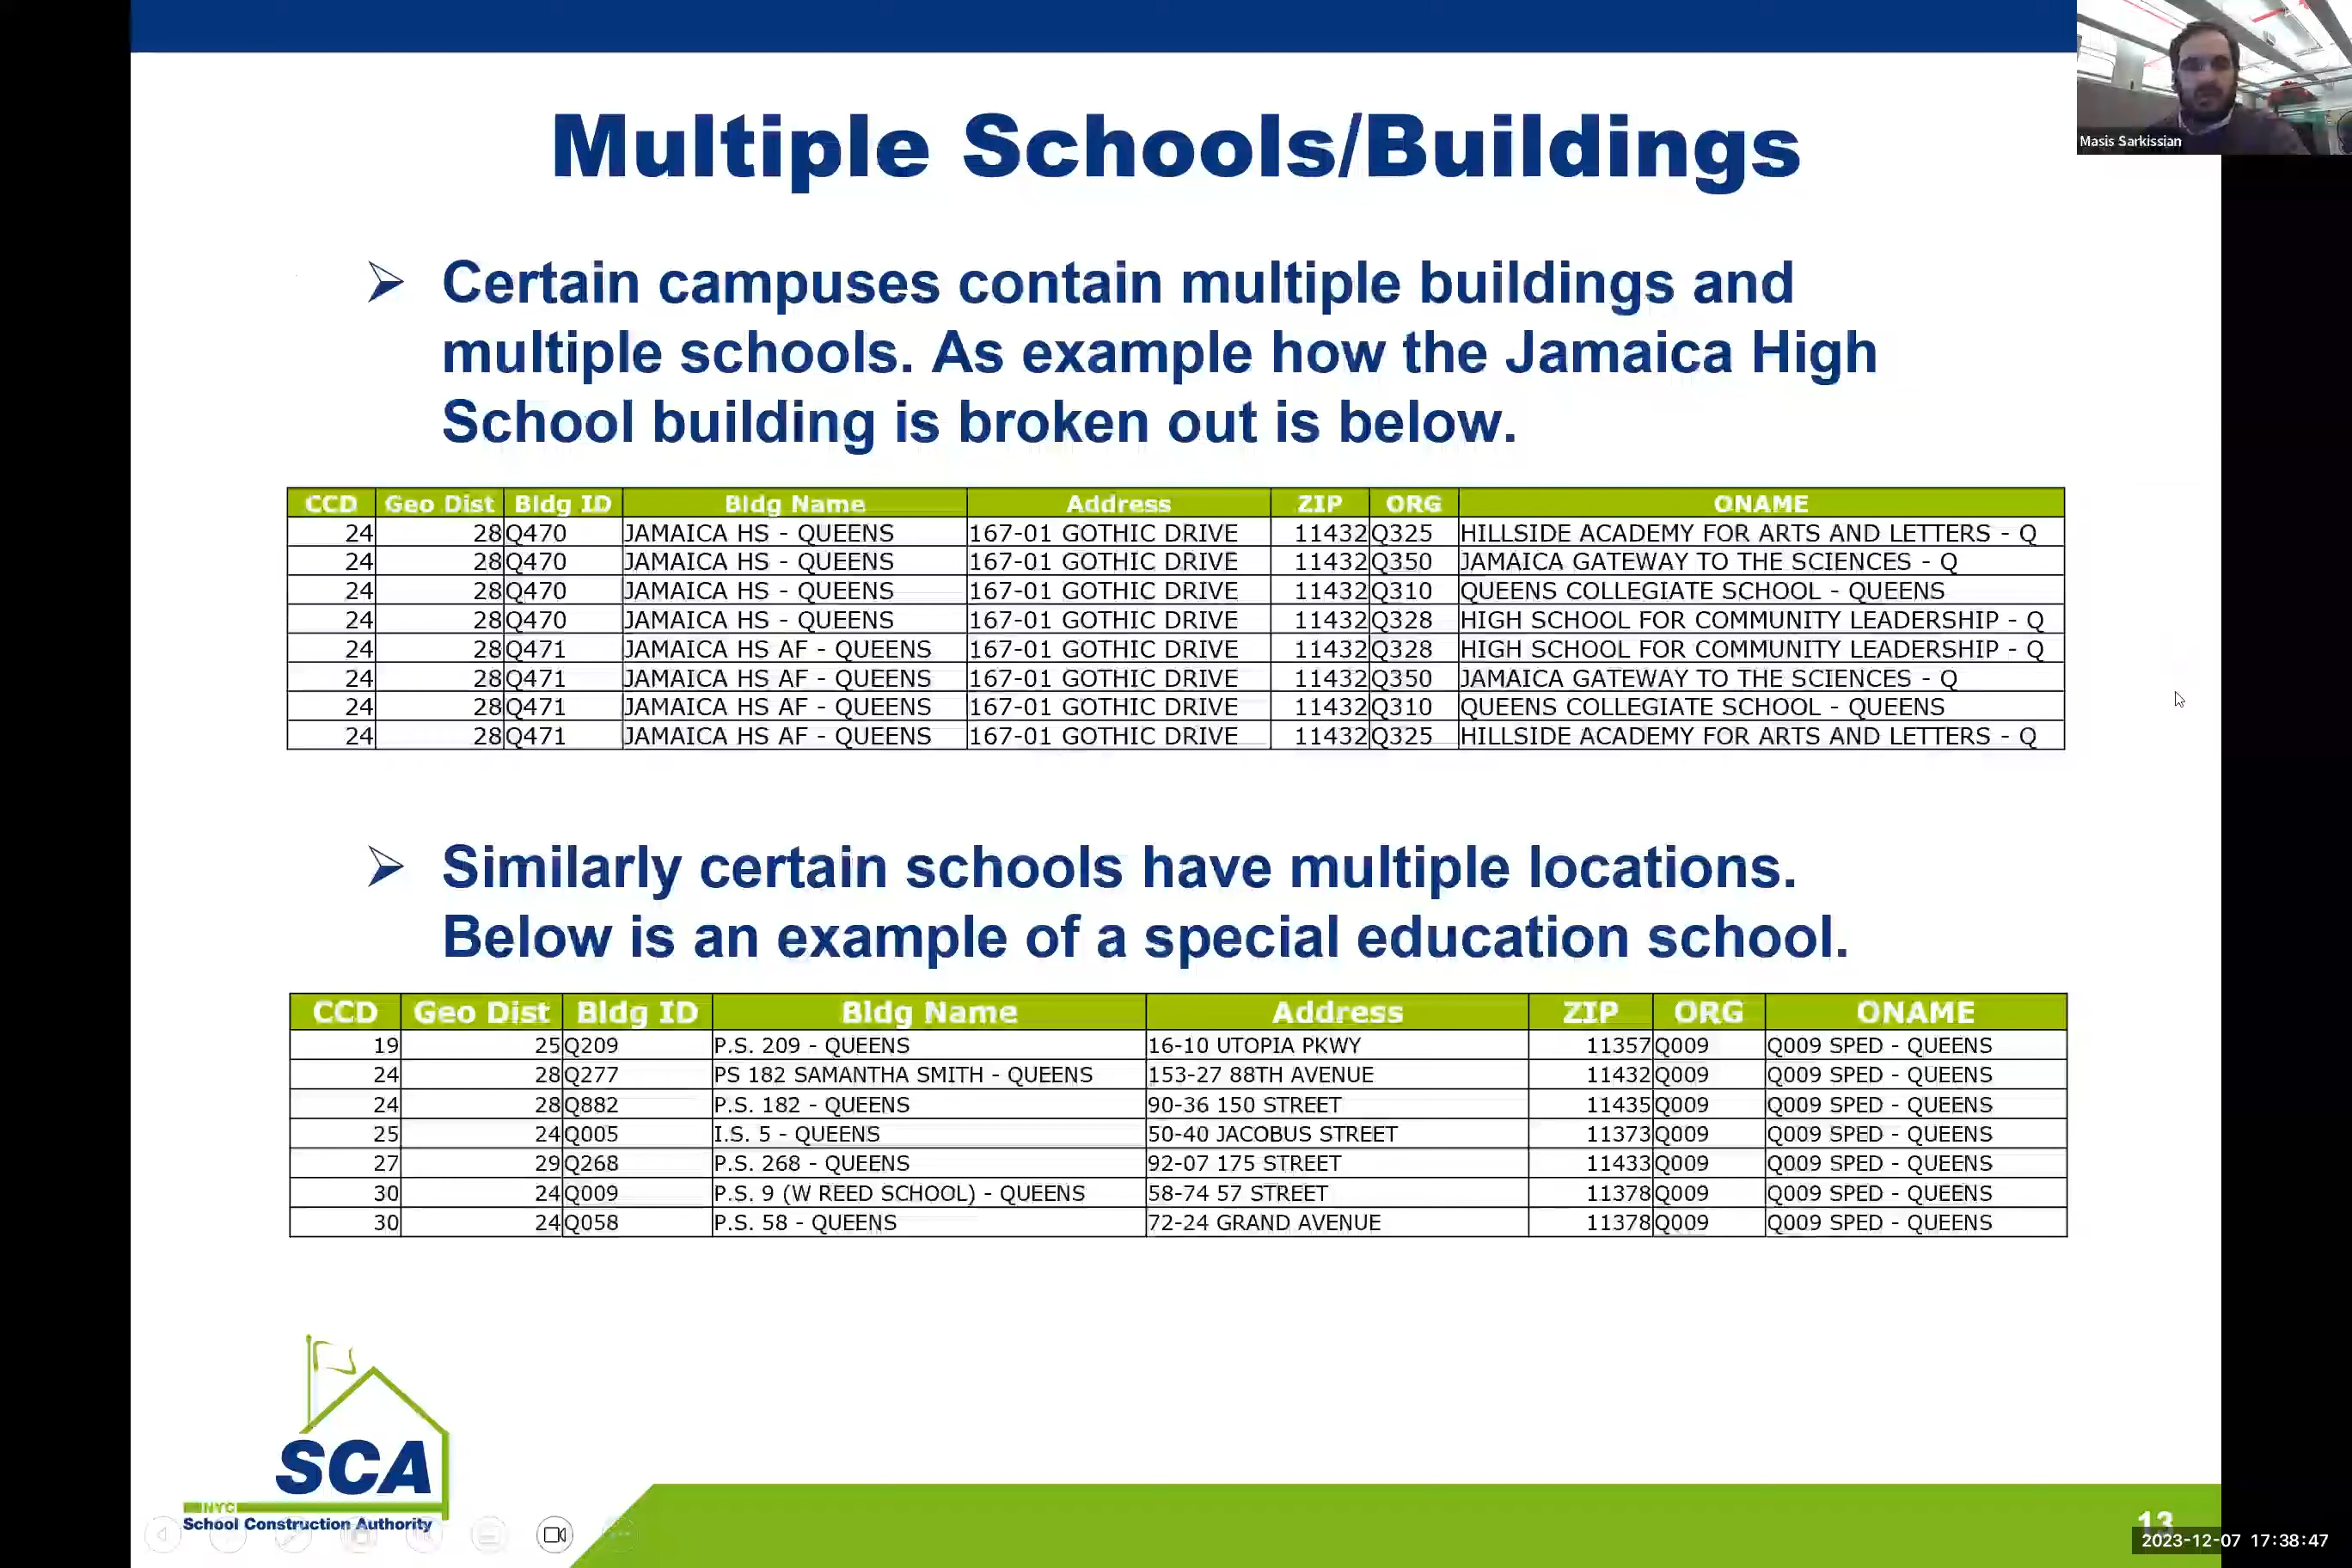 Masis Sarkissian
Multiple Schools/Buildings
Certain campuses contain multiple buildings and
multiple schools. As example how the Jamaica High
School building is broken out is below.
CCD Geo Dist Bldg ID Bldg Name Address ZIP ORG ONAME
24 28 Q470 JAMAICA HS - QUEENS 167-01 GOTHIC DRIVE 11432 Q325 HILLSIDE ACADEMY FOR ARTS AND LETTERS - Q
24 28 Q470 JAMAICA HS - QUEENS 167-01 GOTHIC DRIVE 11432 Q350 JAMAICA GATEWAY TO THE SCIENCES - Q
24 28 Q470 JAMAICA HS - QUEENS 167-01 GOTHIC DRIVE 11432 Q310 QUEENS COLLEGIATE SCHOOL - QUEENS
24 28 Q470 JAMAICA HS - QUEENS 167-01 GOTHIC DRIVE 11432 Q328 HIGH SCHOOL FOR COMMUNITY LEADERSHIP - Q
24 28 Q471 JAMAICA HS AF - QUEENS 167-01 GOTHIC DRIVE 11432 Q328 HIGH SCHOOL FOR COMMUNITY LEADERSHIP - Q
24 28 Q471 JAMAICA HS AF - QUEENS 167-01 GOTHIC DRIVE 11432 Q350 JAMAICA GATEWAY TO THE SCIENCES - Q
24 28 Q471 JAMAICA HS AF - QUEENS 167-01 GOTHIC DRIVE 11432 Q310 QUEENS COLLEGIATE SCHOOL - QUEENS
24 28 Q471 JAMAICA HS AF - QUEENS 167-01 GOTHIC DRIVE 11432 Q325 HILLSIDE ACADEMY FOR ARTS AND LETTERS - Q
Similarly certain schools have multiple locations.
Below is an example of a special education school.
CCD Geo Dist Bldg ID Bldg Name Address ZIP ORG ONAME
19 25 Q209 P.S. 209 - QUEENS 16-10 UTOPIA PKWY 11357 Q009 Q009 SPED - QUEENS
24 28 Q277 PS 182 SAMANTHA SMITH - QUEENS 153-27 88TH AVENUE 11432 Q009 Q009 SPED - QUEENS
24 28 Q882 P.S. 182 - QUEENS 90-36 150 STREET 11435 Q009 Q009 SPED - QUEENS
25 24 Q005 I.S. 5 - QUEENS 50-40 JACOBUS STREET 11373 Q009 Q009 SPED - QUEENS
27 29 Q268 P.S. 268 - QUEENS 92-07 175 STREET 11433 Q009 Q009 SPED - QUEENS
30 24 Q009 P.S. 9 (W REED SCHOOL) - QUEENS 58-74 57 STREET 11378 Q009 Q009 SPED - QUEENS
30 24 Q058 P.S. 58 - QUEENS 72-24 GRAND AVENUE 11378 Q009 Q009 SPED - QUEENS
SCA
NYC
School Construction Authority
13
2023-12-07 17:38:47